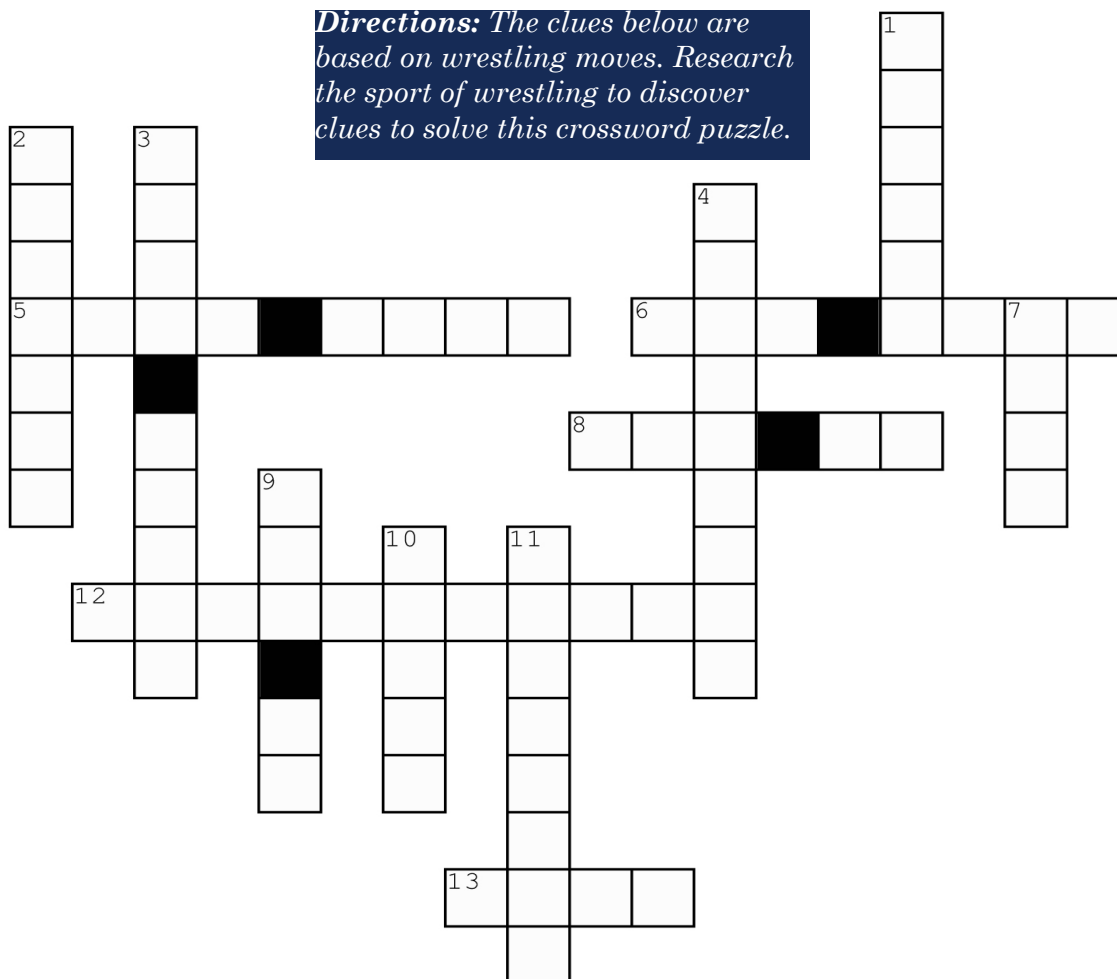 Directions: The clues below are
based on wrestling moves. Research
the sport of wrestling to discover
clues to solve this crossword puzzle.
1
2 3
4
5 6 7
8
9
10 11
12
13